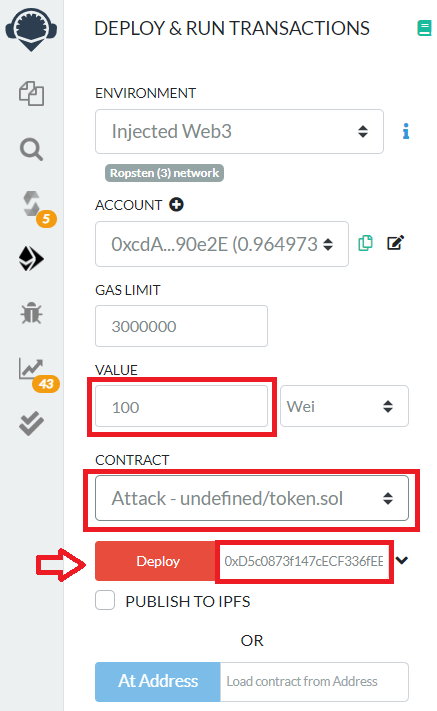 DEPLOY & RUN TRANSACTIONS
ENVIRONMENT
Injected Web3
Ropsten (3) network
ACCOUNT
0xcdA...90e2E (0.964973
GAS LIMIT
3000000
VALUE
100 Wei
CONTRACT
Attack - undefined/token.sol
Deploy 0xD5c0873f147cECF336fEE
PUBLISH TO IPFS
OR
At Address Load contract from Address
5
43